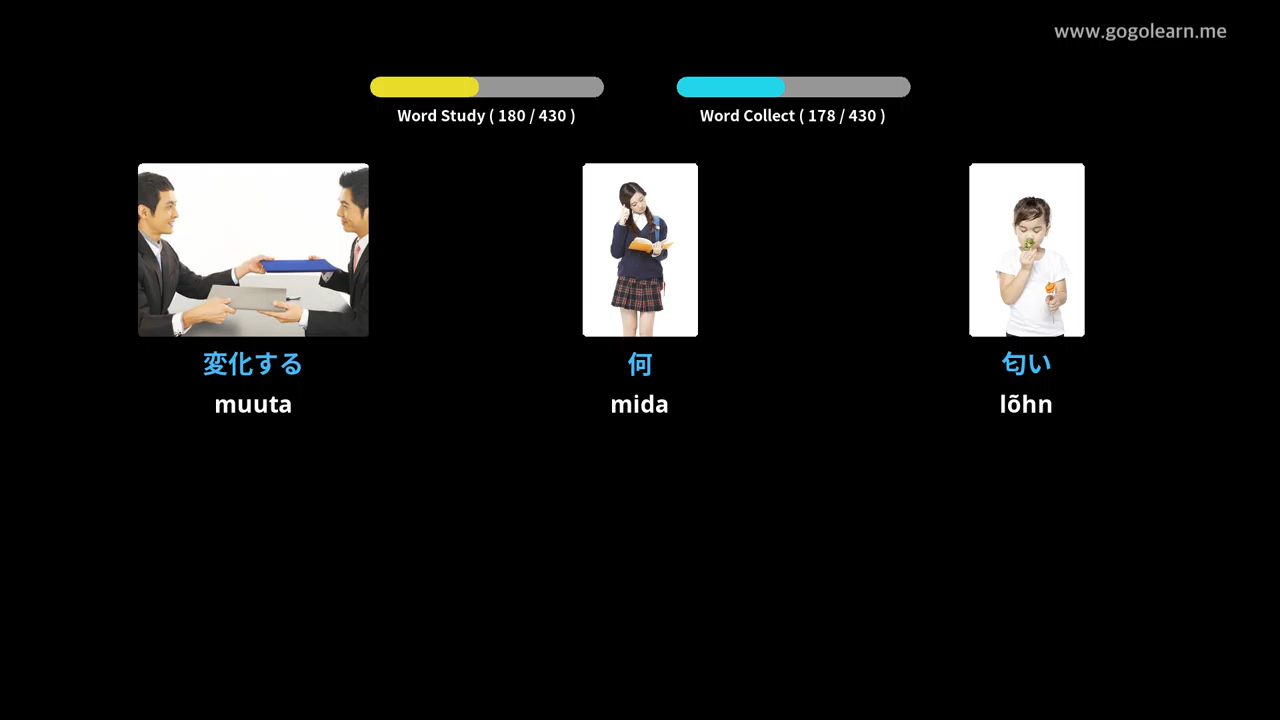 www.gogolearn.me
Word Study ( 180 / 430 )
Word Collect ( 178 / 430 )
変化する
何
匂い
muuta
mida
lõhn